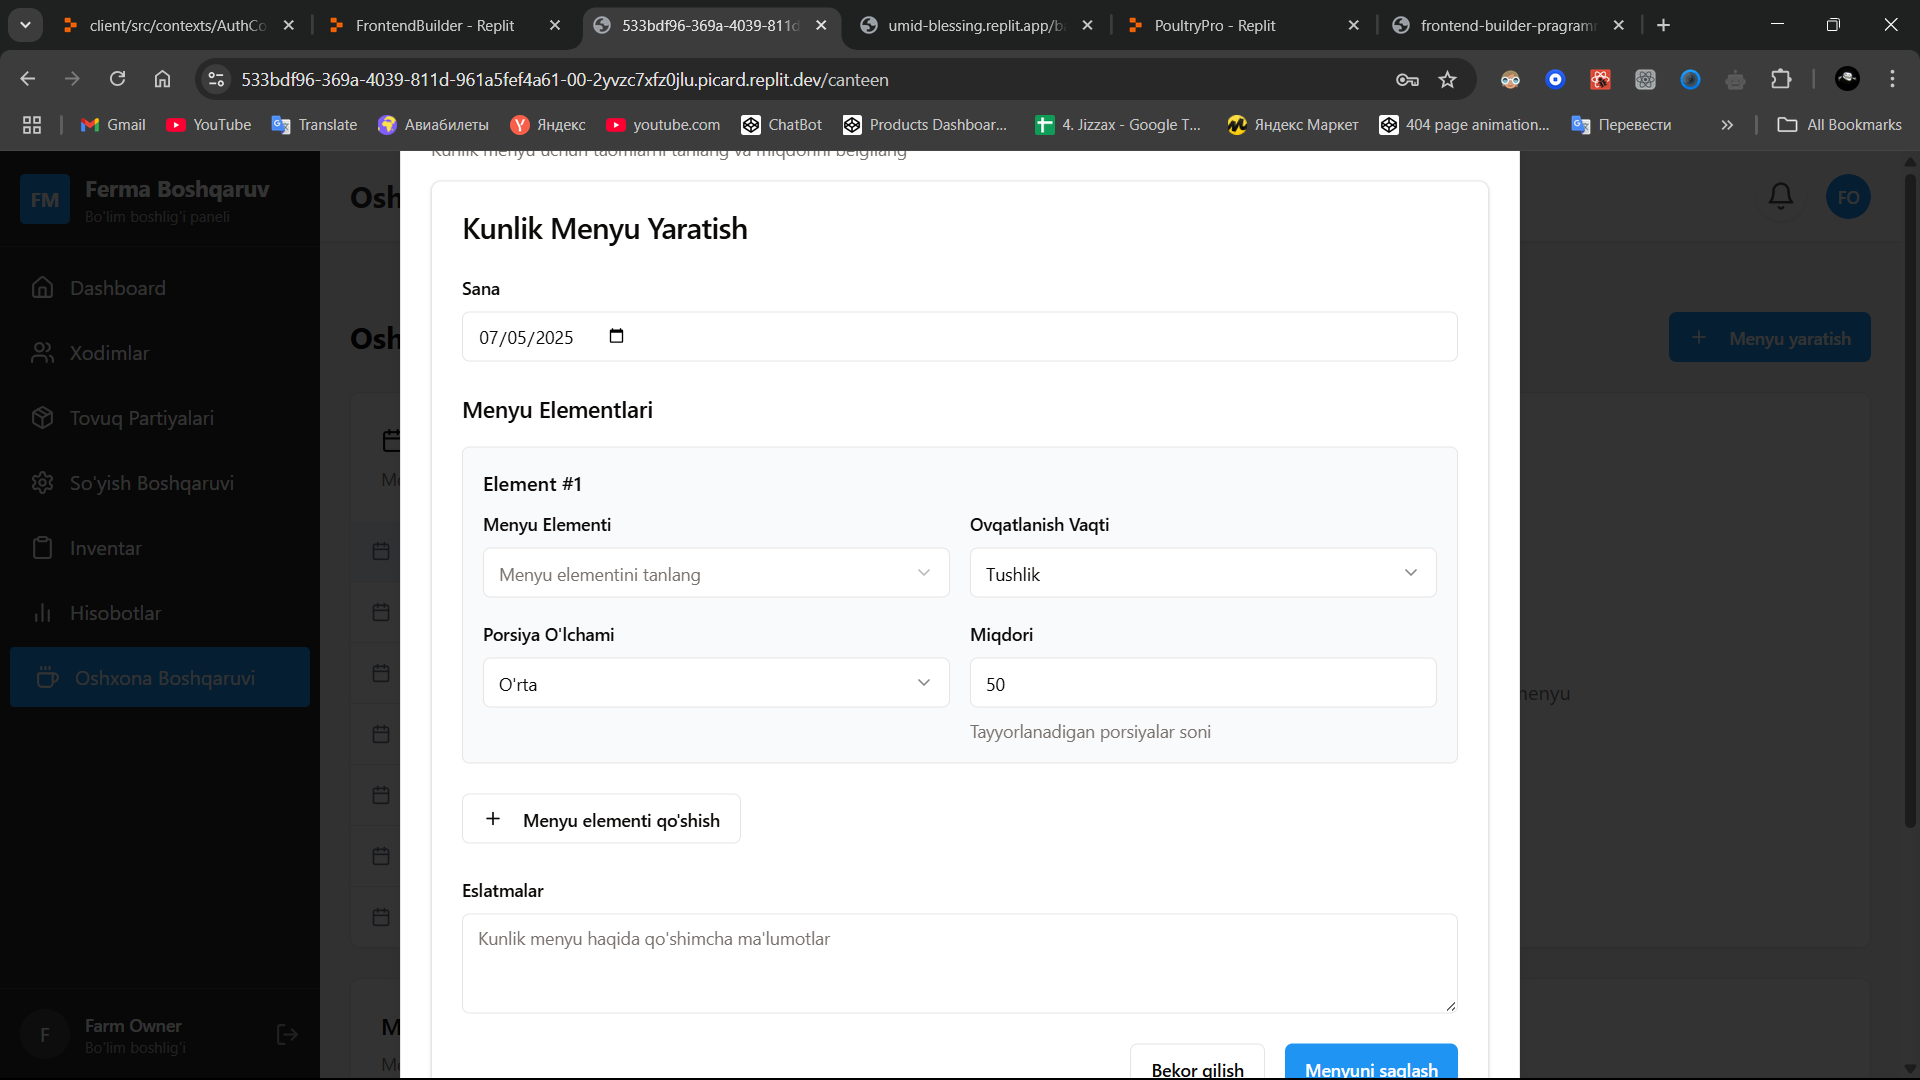 client/src/contexts/AuthCo
FrontendBuilder - Replit
533bdf96-369a-4039-811d
umid-blessing.replit.app/ba
PoultryPro - Replit
frontend-builder-pragram
533bdf96-369a-4039-811d-961a5fef4a61-00-2yvzc7xfz0jlu.picard.replit.dev/canteen
Gmail
YouTube
Translate
Авиабилеты
Яндекс
youtube.com
ChatBot
Products Dashboar...
4. Jizzax - Google T...
Яндекс Маркет
404 page animation...
Перевести
All Bookmarks
FM
Ferma Boshqaruv
Bo'lim boshlig'i paneli
Dashboard
Xodimlar
Tovuq Partiyalari
So'yish Boshqaruvi
Inventar
Hisobotlar
Oshxona Boshqaruvi
F
Farm Owner
Bo'lim boshlig'i
Osh
FO
Osh
Menyu yaratish
Me
menyu
M
Me
Kunlik menyu uchun taomlarni tanlang va miqdorini belgilang
Kunlik Menyu Yaratish
Sana
07/05/2025
Menyu Elementlari
Element #1
Menyu Elementi
Ovqatlanish Vaqti
Menyu elementini tanlang
Tushlik
Porsiya O'lchami
Miqdori
O'rta
50
Tayyorlanadigan porsiyalar soni
Menyu elementi qo'shish
Eslatmalar
Kunlik menyu haqida qo'shimcha ma'lumotlar
Bekor qilish
Menyuni saqlash